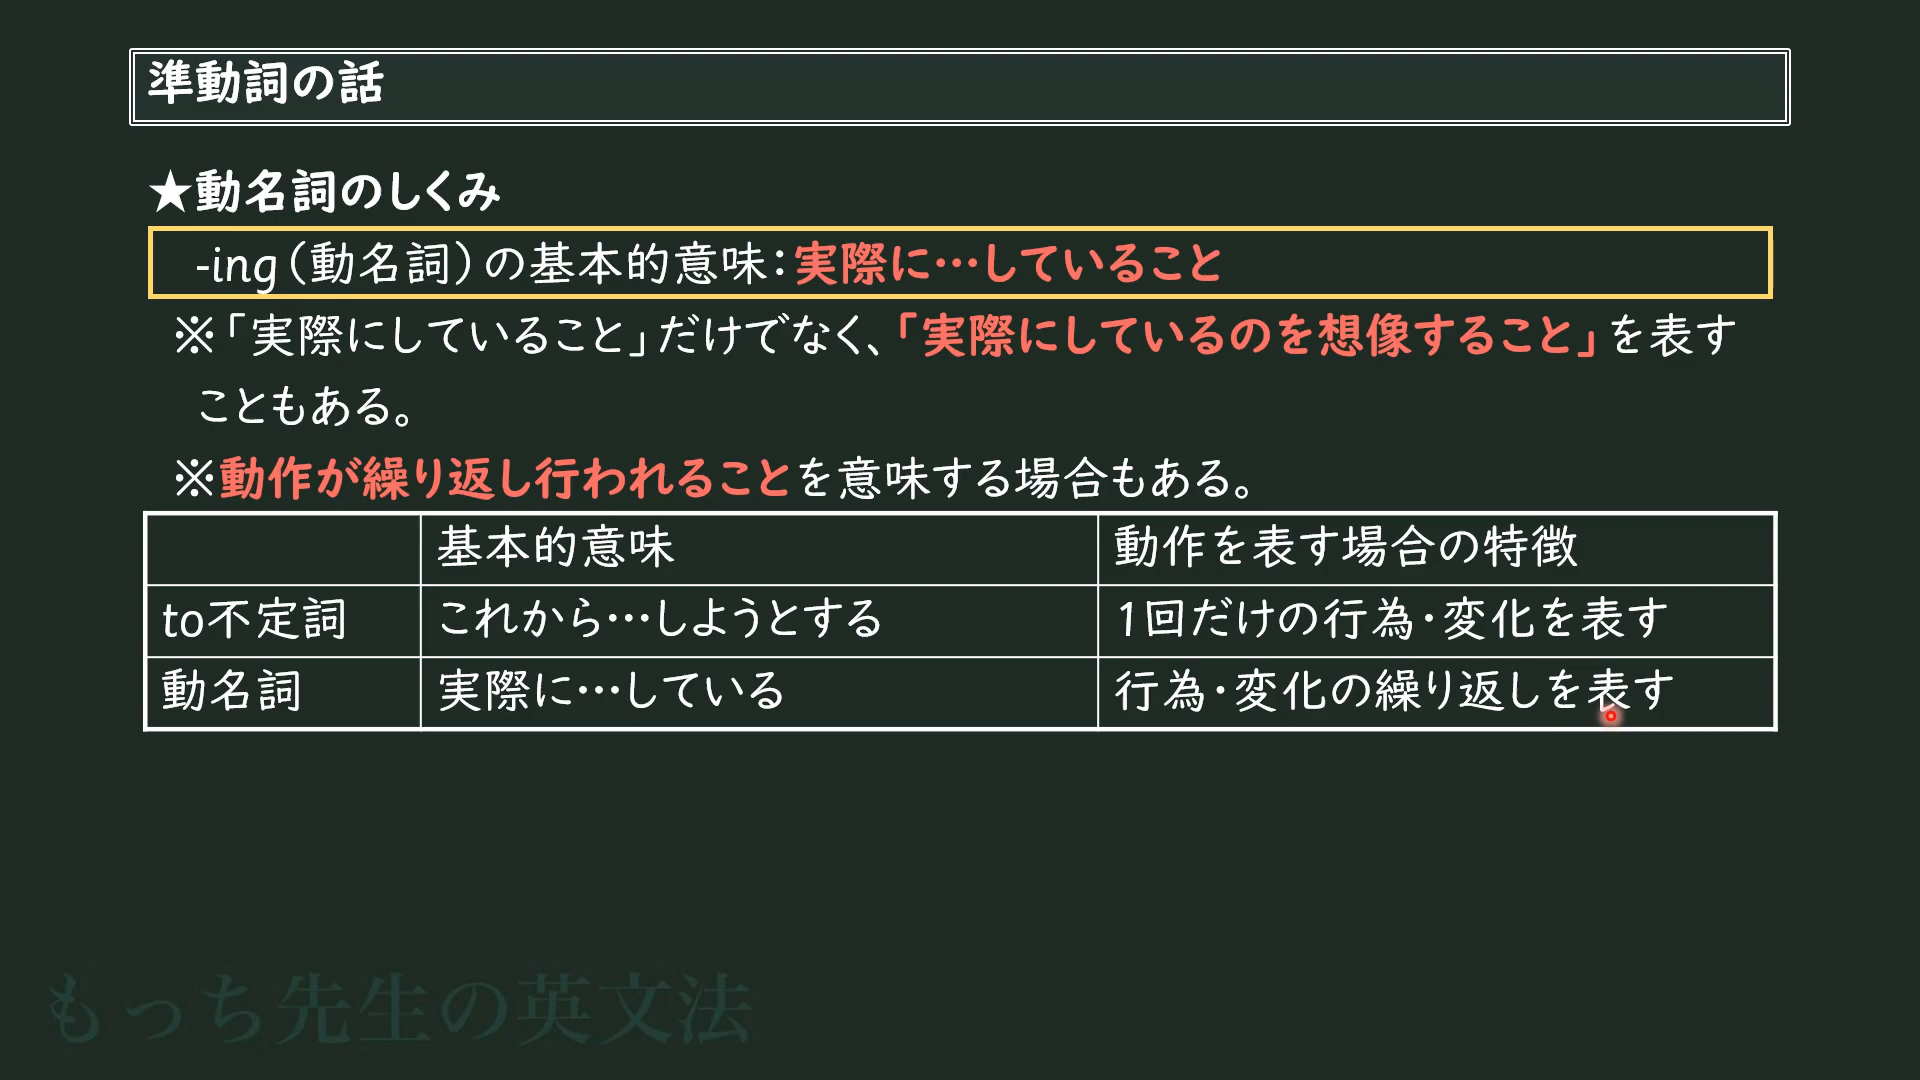 準動詞の話
★動名詞のしくみ
-ing（動名詞）の基本的意味：実際に…していること
※「実際にしていること」だけでなく、「実際にしているのを想像すること」を表す
こともある。
※動作が繰り返し行われることを意味する場合もある。
基本的意味 動作を表す場合の特徴
to不定詞 これから…しようとする 1回だけの行為・変化を表す
動名詞 実際に…している 行為・変化の繰り返しを表す
もっち先生の英文法